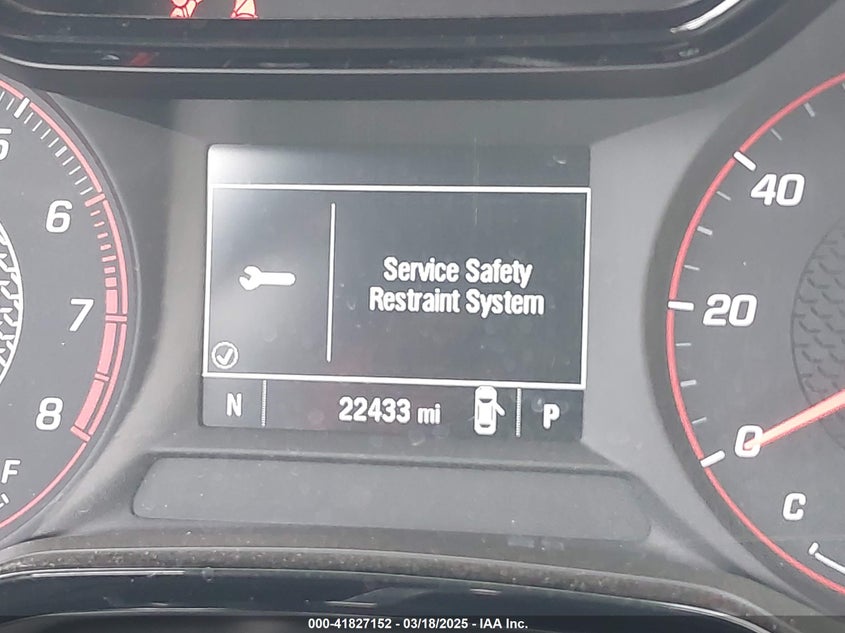 5
6
7
8
F
Service Safety
Restraint System
N
22433 mi
P
40
20
0
C
000-41827152 - 03/18/2025 - IAA Inc.